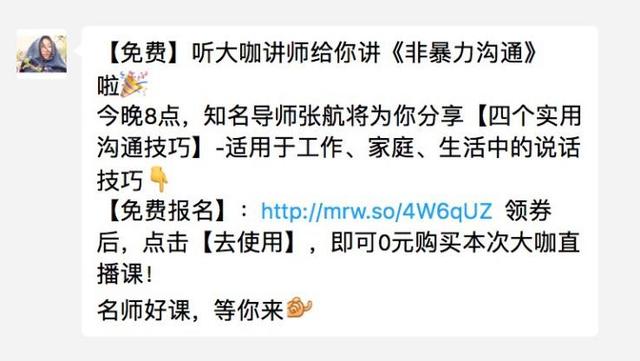 【免费】听大咖讲师给你讲《非暴力沟通》
啦🎉
今晚8点，知名导师张航将为你分享【四个实用
沟通技巧】-适用于工作、家庭、生活中的说话
技巧👇
【免费报名】：http://mrw.so/4W6qUZ 领券
后，点击【去使用】，即可0元购买本次大咖直
播课!
名师好课，等你来